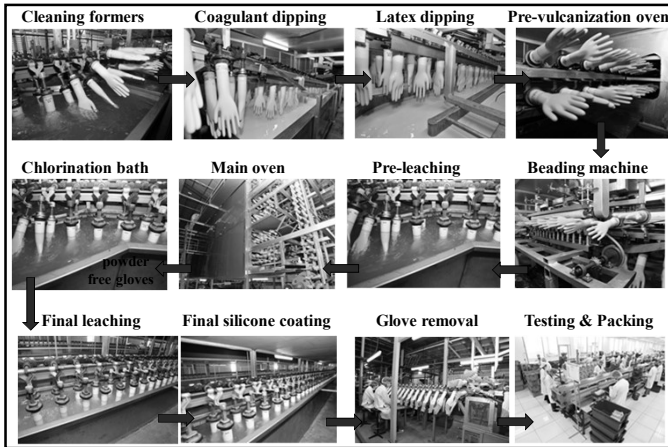 Cleaning formers
Coagulant dipping
Latex dipping
Pre-vulcanization oven
Chlorination bath
Main oven
Pre-leaching
Beading machine
powder
free gloves
Final leaching
Final silicone coating
Glove removal
Testing & Packing